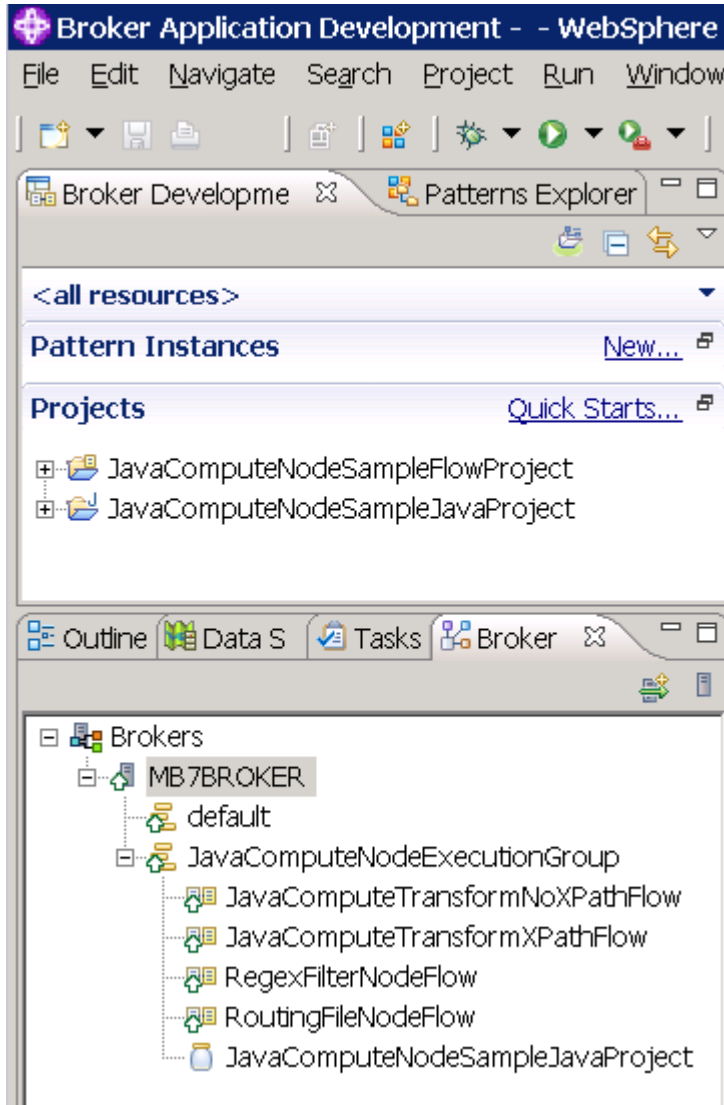 Broker Application Development - - WebSphere
File Edit Navigate Search Project Run Window
Broker Developme Patterns Explorer
<all resources>
Pattern Instances New...
Projects Quick Starts...
JavaComputeNodeSampleFlowProject
JavaComputeNodeSampleJavaProject
Outline Data S Tasks Broker
Brokers
MB7BROKER
default
JavaComputeNodeExecutionGroup
JavaComputeTransformNoXPathFlow
JavaComputeTransformXPathFlow
RegexFilterNodeFlow
RoutingFileNodeFlow
JavaComputeNodeSampleJavaProject